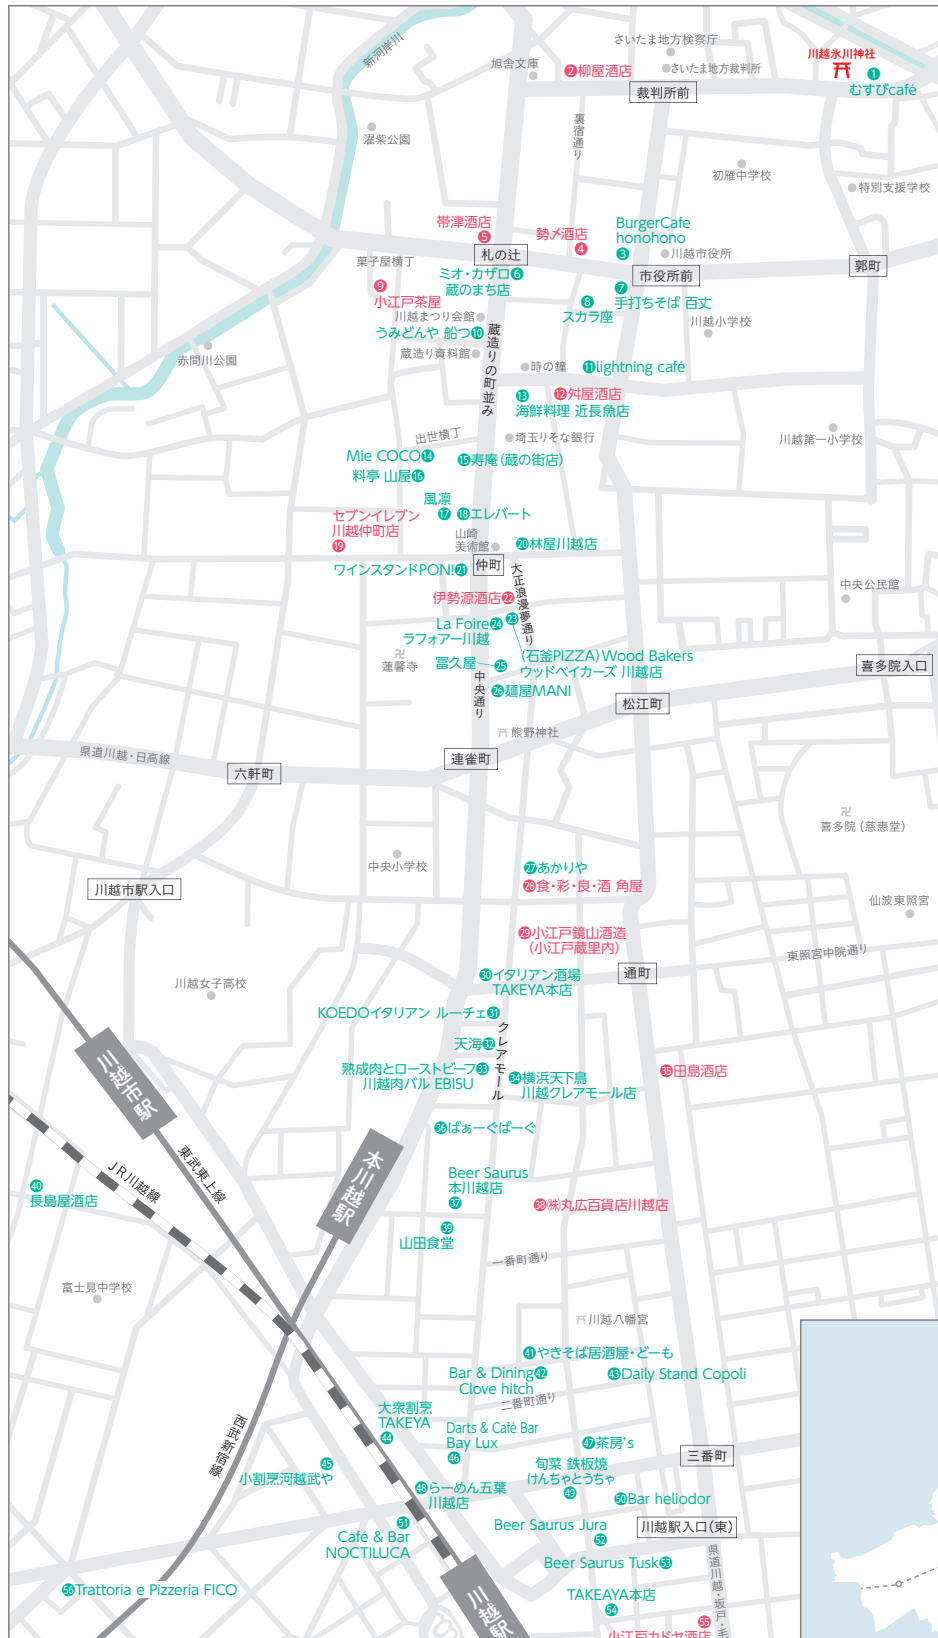 さいたま地方検察庁
新河岸川
旭舎文庫
❷柳屋酒店
さいたま地方裁判所
川越氷川神社
❶
むすびcafé
裁判所前
裏宿通り
濯紫公園
初雁中学校
特別支援学校
帯津酒店
❺
勢〆酒店
❹
BurgerCafe
honohono
❸
川越市役所
札の辻
市役所前
郭町
菓子屋横丁
ミオ・カザロ❻
蔵のまち店
❾
小江戸茶屋
❼
手打ちそば 百丈
❽
スカラ座
川越まつり会館
川越小学校
うみどんや 船つ❿
蔵造りの町並み
赤間川公園
蔵造り資料館
時の鐘
⓫lightning café
⓭
海鮮料理 近長魚店
⓬舛屋酒店
出世横丁
埼玉りそな銀行
川越第一小学校
Mie COCO⓮
⓯寿庵(蔵の街店)
料亭 山屋⓰
風凛
⓱
⓲エレバート
セブンイレブン
川越仲町店
⓳
山崎
美術館
⓴林屋川越店
ワインスタンドPON!㉑
仲町
大正浪漫夢通り
中央公民館
伊勢源酒店㉒
La Foire㉔
ラフォアー川越
㉓
(石釜PIZZA)Wood Bakers
ウッドベイカーズ 川越店
蓮馨寺
冨久屋
㉕
中央通り
喜多院入口
㉖麺屋MANI
松江町
熊野神社
県道川越・日高線
連雀町
六軒町
喜多院(慈恵堂)
中央小学校
㉗あかりや
㉘食・彩・良・酒 角屋
川越市駅入口
仙波東照宮
㉙小江戸鏡山酒造
(小江戸蔵里内)
東照宮中院通り
㉚イタリアン酒場
TAKEYA本店
通町
川越女子高校
KOEDOイタリアン ルーチェ㉛
クレアモール
天海㉜
熟成肉とローストビーフ㉝
川越肉バル EBISU
㉞横浜天下鳥
川越クレアモール店
㉟田島酒店
川越市駅
㊱ばぁーぐばーぐ
本川越駅
東武東上線
JR川越線
㊵
長島屋酒店
Beer Saurus
本川越店
㊲
㊳㈱丸広百貨店川越店
㊴
山田食堂
一番町通り
富士見中学校
川越八幡宮
㊶やきそば居酒屋・どーも
Bar & Dining㊷
Clove hitch
㊸Daily Stand Copoli
二番町通り
大衆割烹
TAKEYA
㊹
Darts & Café Bar
Bay Lux
㊻
㊼茶房's
西武新宿線
㊺
小割烹河越武や
旬菜 鉄板焼
けんちゃとうちゃ
㊾
三番町
㊽らーめん五葉
川越店
㊿Bar heliodor
51
Café & Bar
NOCTILUCA
Beer Saurus Jura
52
川越駅入口(東)
Beer Saurus Tusk53
県道川越・坂戸・毛
56Trattoria e Pizzeria FICO
川越駅
TAKEAYA本店
54
55
小江戸カドヤ酒店